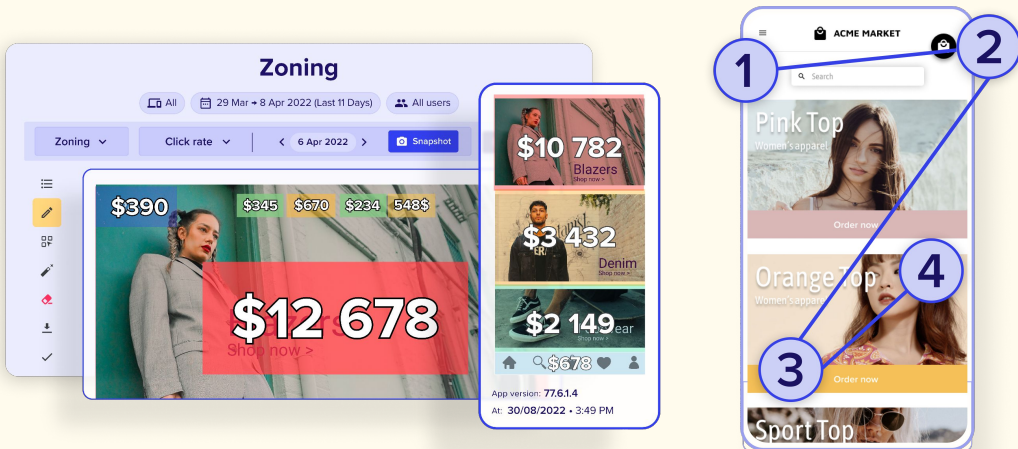 Zoning
All
29 Mar → 8 Apr 2022 (Last 11 Days)
All users
Zoning
Click rate
6 Apr 2022
Snapshot
$390
$345
$670
$234
548$
$12 678
Shop now >
$10 782
Blazers
Shop now >
$3 432
Denim
Shop now >
$2 149
Shop now >
$678
App version: 77.6.1.4
At: 30/08/2022 • 3:49 PM
ACME MARKET
1
2
Search
Pink Top
Women's apparel
Order now
Orange Top
Women's apparel
4
3
Order now
Sport Top